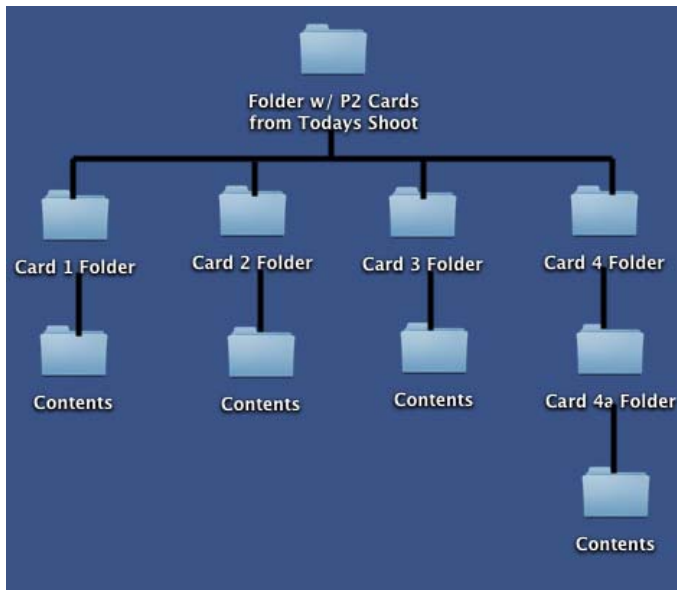 Folder w/ P2 Cards
from Todays Shoot
Card 1 Folder
Card 2 Folder
Card 3 Folder
Card 4 Folder
Contents
Contents
Contents
Card 4a Folder
Contents